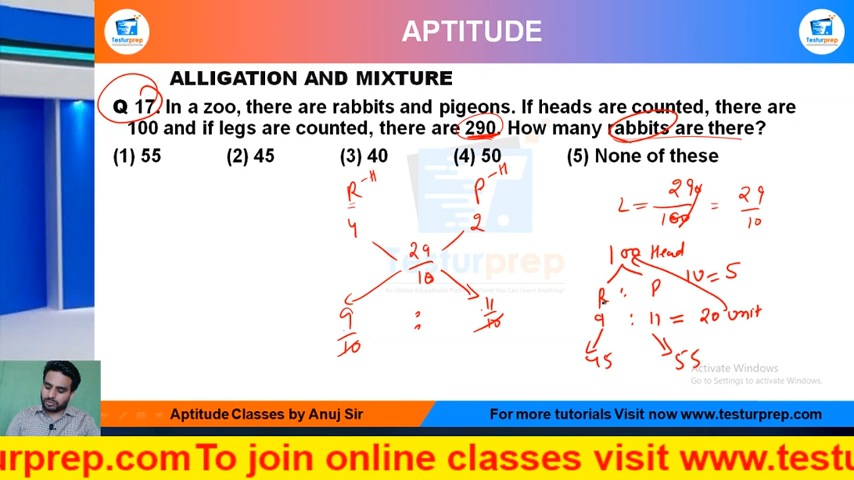 Testurprep
APTITUDE
Testurprep
ALLIGATION AND MIXTURE
Q 17. In a zoo, there are rabbits and pigeons. If heads are counted, there are
100 and if legs are counted, there are 290. How many rabbits are there?
(1) 55 (2) 45 (3) 40 (4) 50 (5) None of these
R-H P-H
4 2
29/10
9/10 : 11/10
L = 290/100 = 29/10
100 Head
R : P
9 : 11 = 20 unit
45 55
Testurprep
Activate Windows
Go to Settings to activate Windows.
Aptitude Classes by Anuj Sir For more tutorials Visit now www.testurprep.com
urprep.com To join online classes visit www.testu